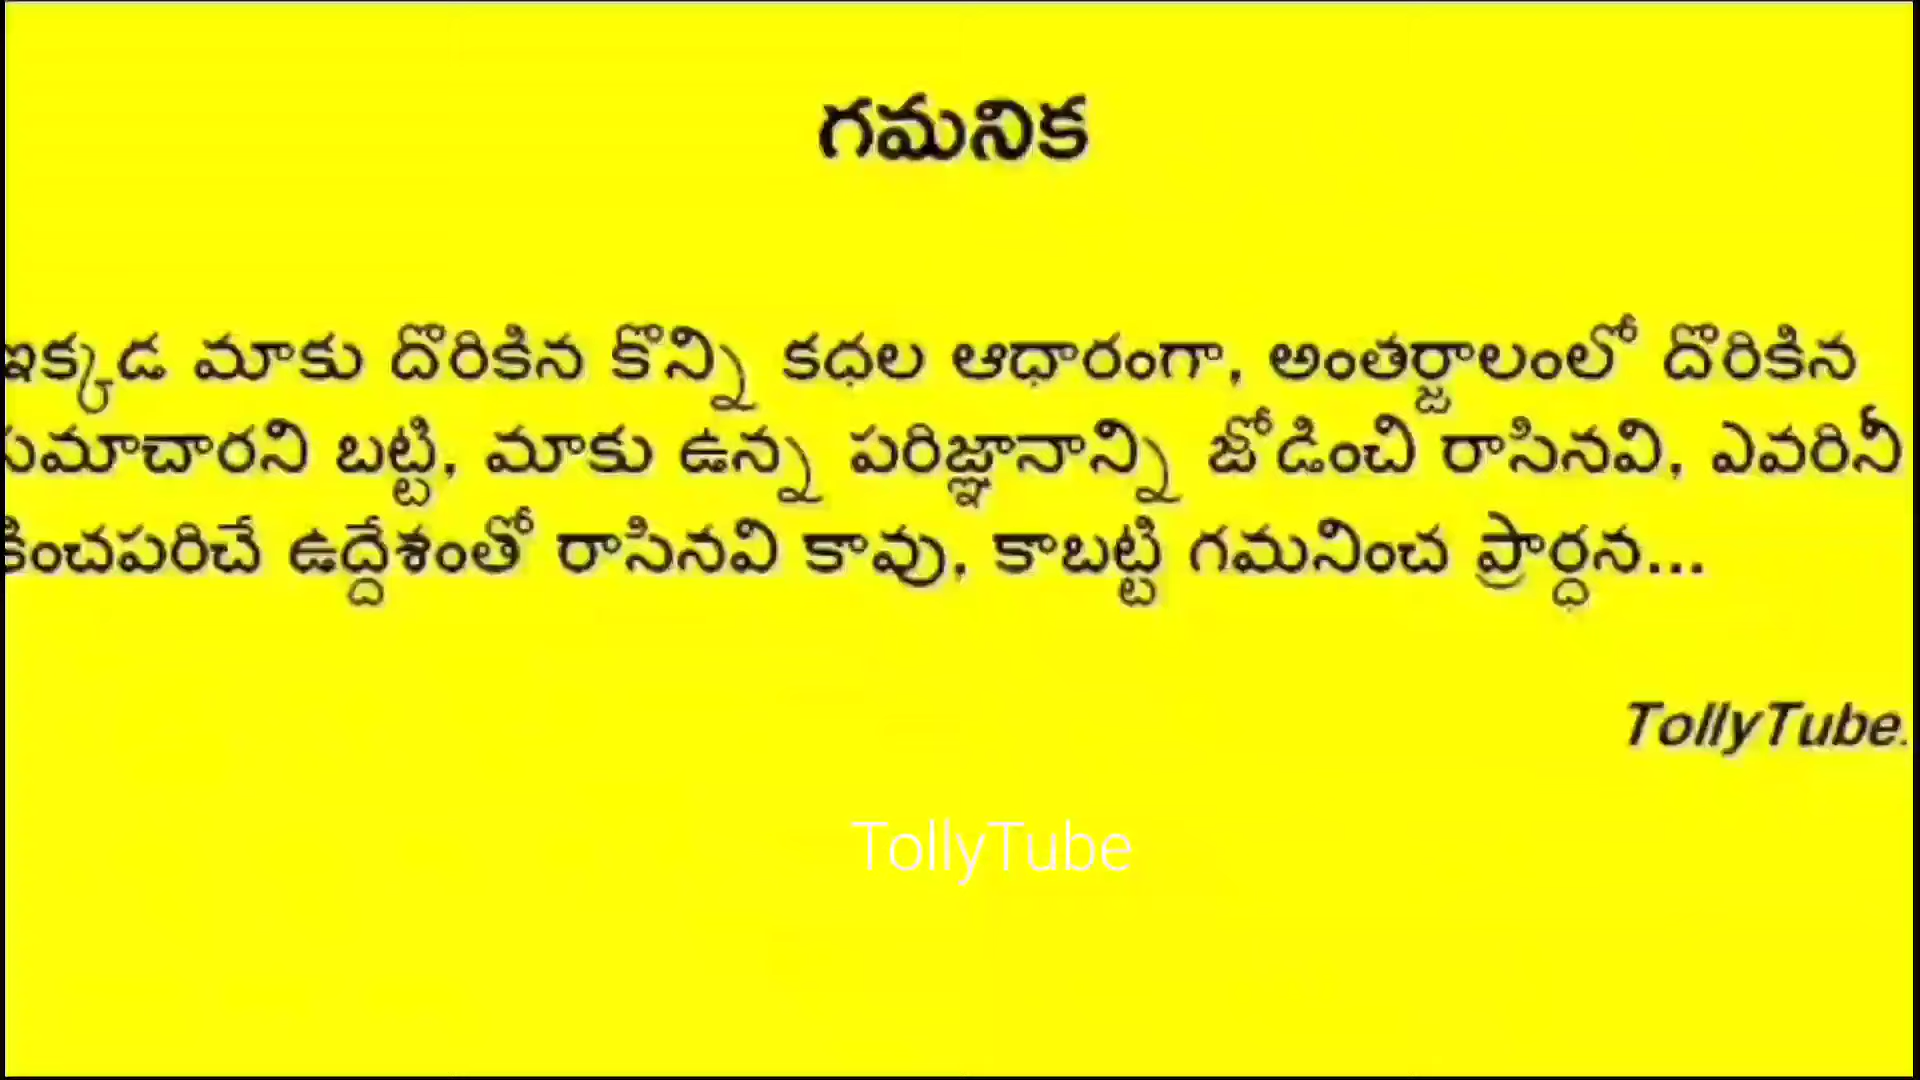 గమనిక
ఇక్కడ మాకు దొరికిన కొన్ని కధల ఆధారంగా, అంతర్జాలంలో దొరికిన
సమాచారని బట్టి, మాకు ఉన్న పరిజ్ఞానాన్ని జోడించి రాసినవి, ఎవరినీ
కించపరిచే ఉద్దేశంతో రాసినవి కావు, కాబట్టి గమనించ ప్రార్ధన...
TollyTube.
TollyTube